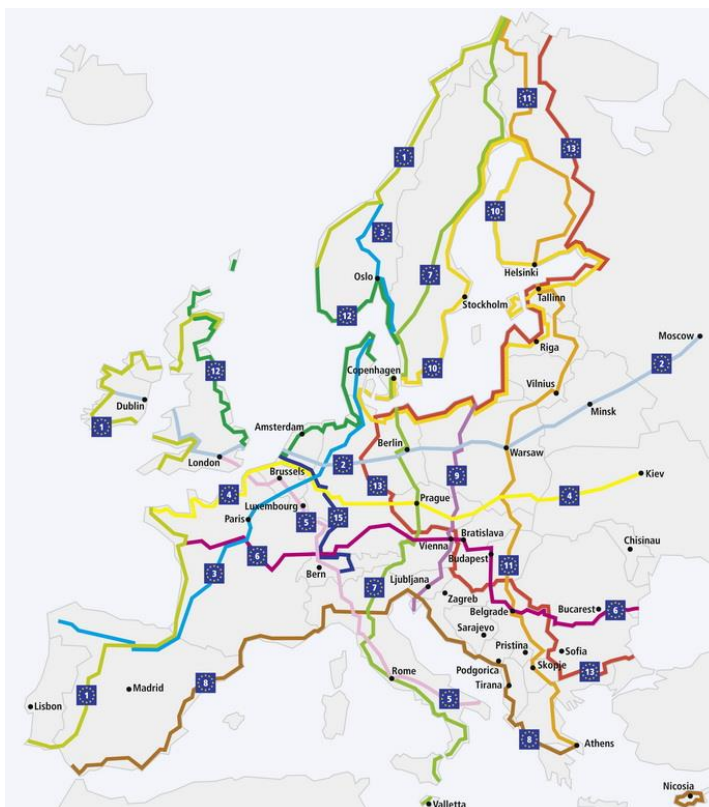 11
1
13
3
10
Oslo
7
Helsinki
12
Stockholm
Tallinn
Moscow
Riga
2
12
10
Copenhagen
Vilnius
Dublin
Minsk
1
Amsterdam
Berlin
London
2
Warsaw
Brussels
9
Kiev
4
13
4
Luxembourg
Prague
5
15
Paris
Bratislava
Vienna
Chisinau
6
Budapest
3
Bern
11
7
Ljubljana
Zagreb
Belgrade
Bucarest
6
Sarajevo
Pristina
Sofia
Podgorica
Skopje
13
Rome
Madrid
8
1
Tirana
5
Lisbon
8
Athens
Nicosia
Valletta